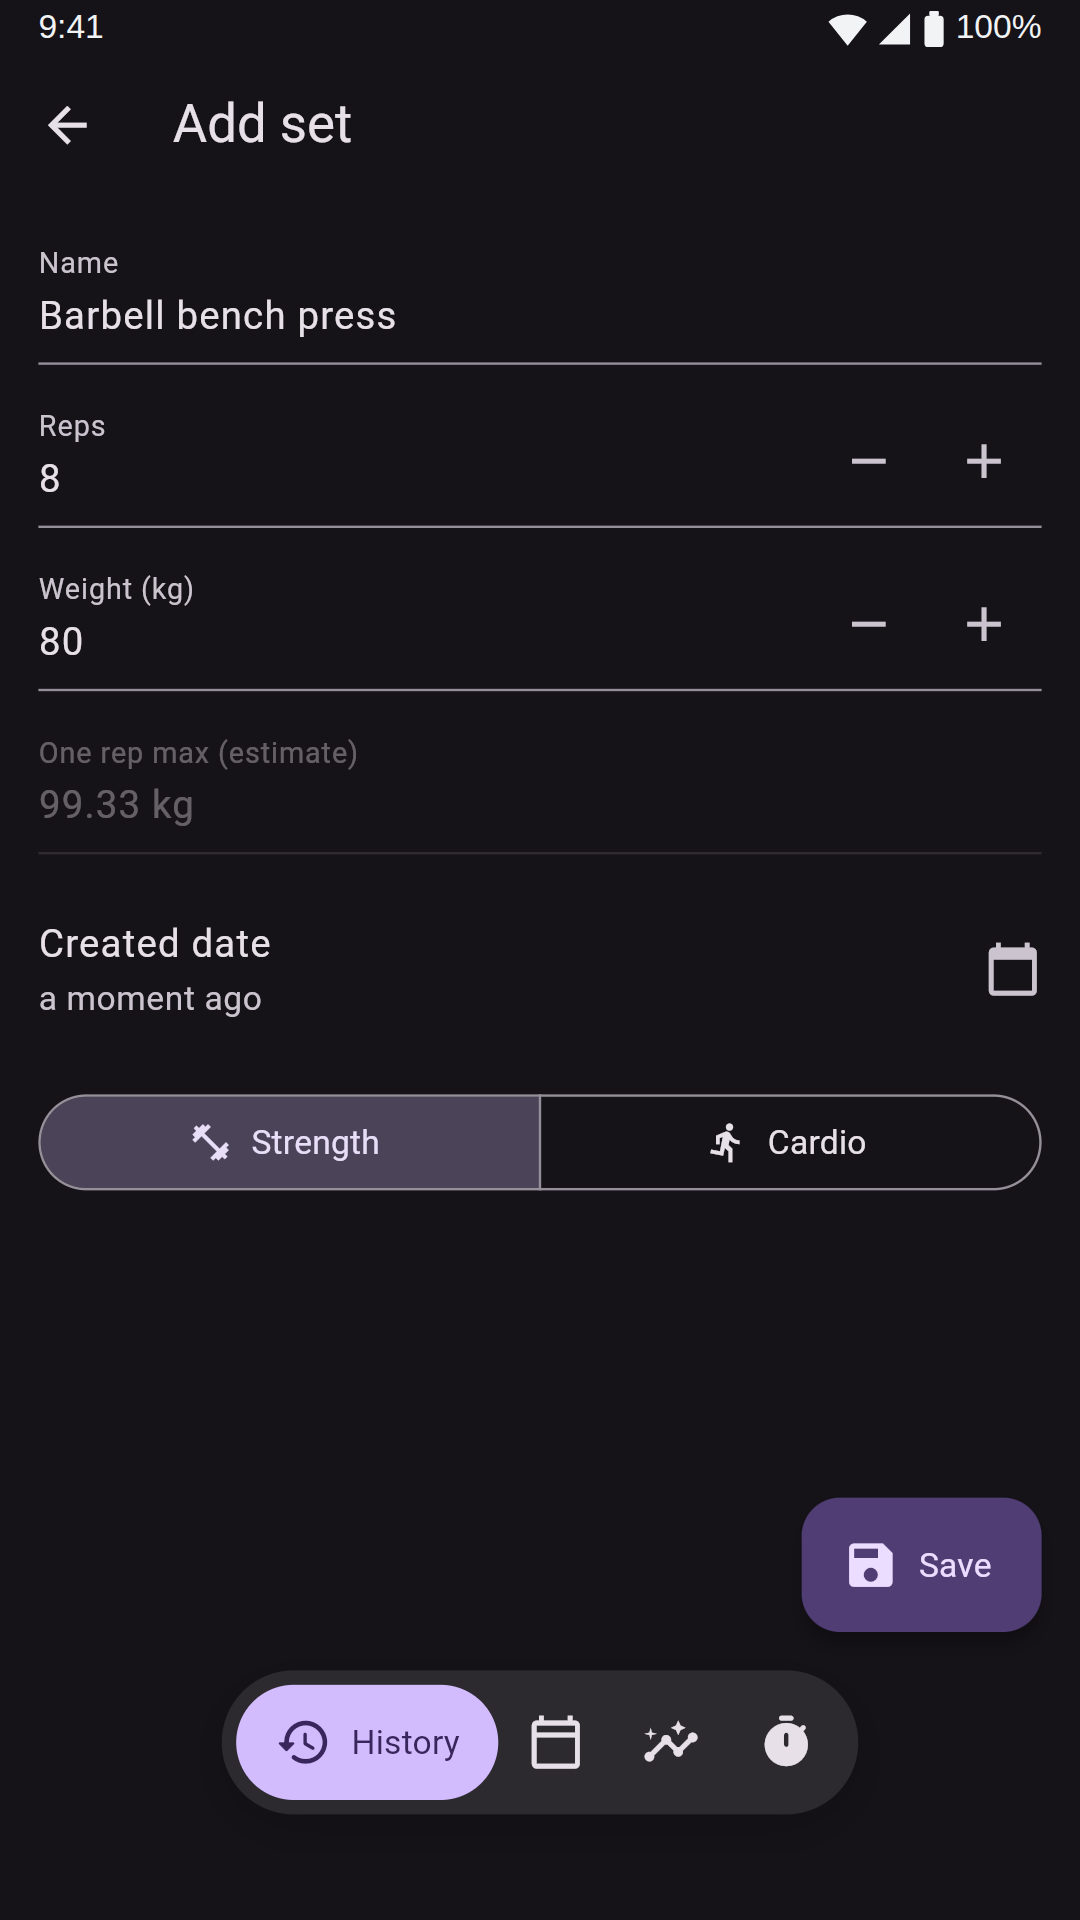 9:41
100%
Add set
Name
Barbell bench press
Reps
8
Weight (kg)
80
One rep max (estimate)
99.33 kg
Created date
a moment ago
Strength
Cardio
Save
History